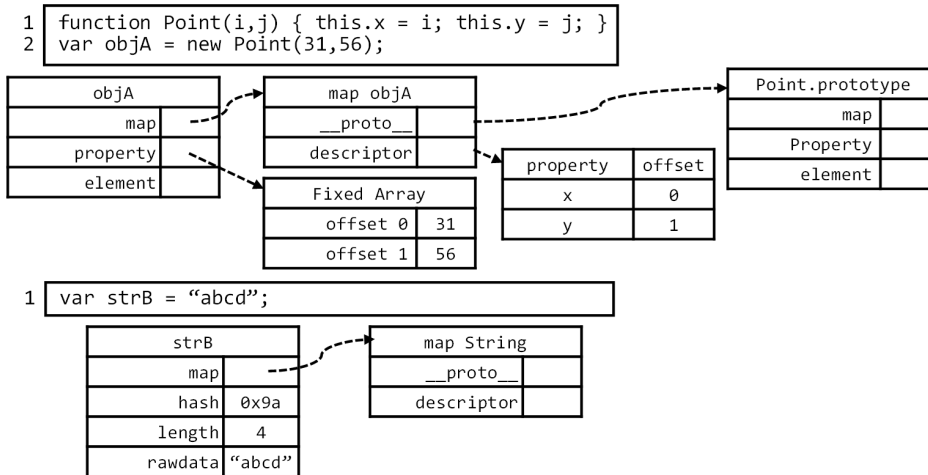 1 function Point(i,j) { this.x = i; this.y = j; }
2 var objA = new Point(31,56);
objA
map
property
element
map objA
__proto__
descriptor
Fixed Array
offset 0 31
offset 1 56
property offset
x 0
y 1
Point.prototype
map
Property
element
1 var strB = “abcd”;
strB
map
hash 0x9a
length 4
rawdata “abcd”
map String
__proto__
descriptor